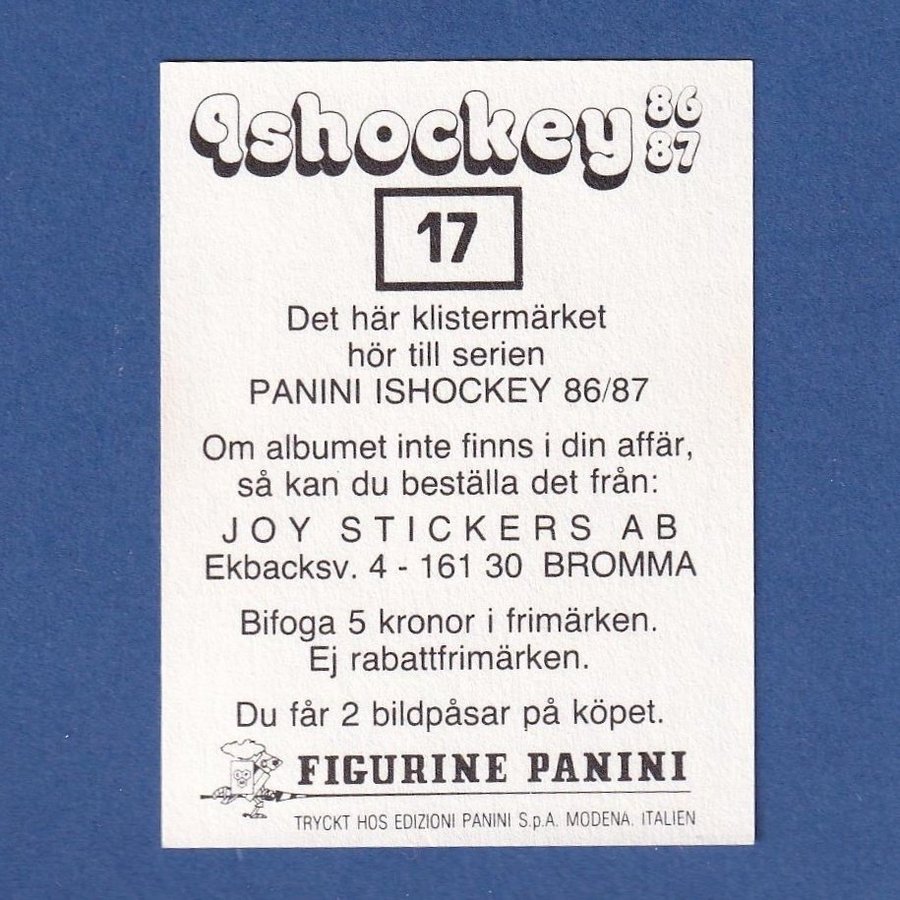 Ishockey 86
87
17
Det här klistermärket
hör till serien
PANINI ISHOCKEY 86/87
Om albumet inte finns i din affär,
så kan du beställa det från:
JOY STICKERS AB
Ekbacksv. 4 - 161 30 BROMMA
Bifoga 5 kronor i frimärken.
Ej rabattfrimärken.
Du får 2 bildpåsar på köpet.
FIGURINE PANINI
TRYCKT HOS EDIZIONI PANINI S.p.A. MODENA. ITALIEN